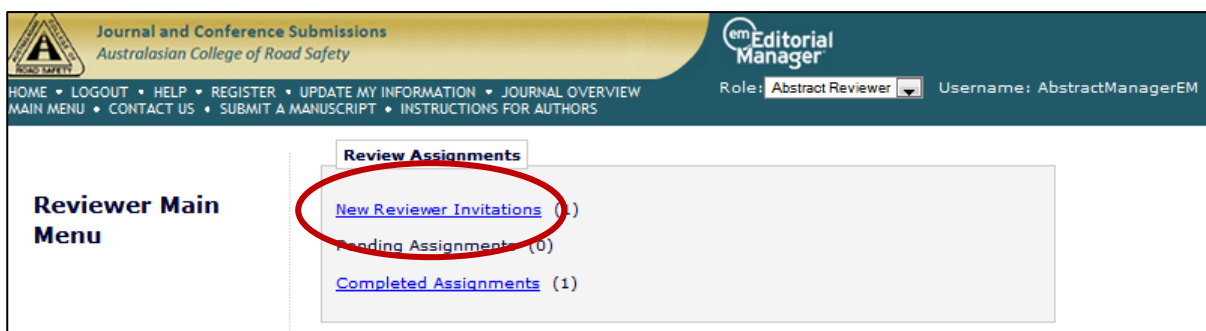 Journal and Conference Submissions
Australasian College of Road Safety
ROAD SAFETY
em Editorial
Manager
HOME • LOGOUT • HELP • REGISTER • UPDATE MY INFORMATION • JOURNAL OVERVIEW
MAIN MENU • CONTACT US • SUBMIT A MANUSCRIPT • INSTRUCTIONS FOR AUTHORS
Role: Abstract Reviewer Username: AbstractManagerEM
Review Assignments
Reviewer Main
Menu
New Reviewer Invitations (1)
Pending Assignments (0)
Completed Assignments (1)